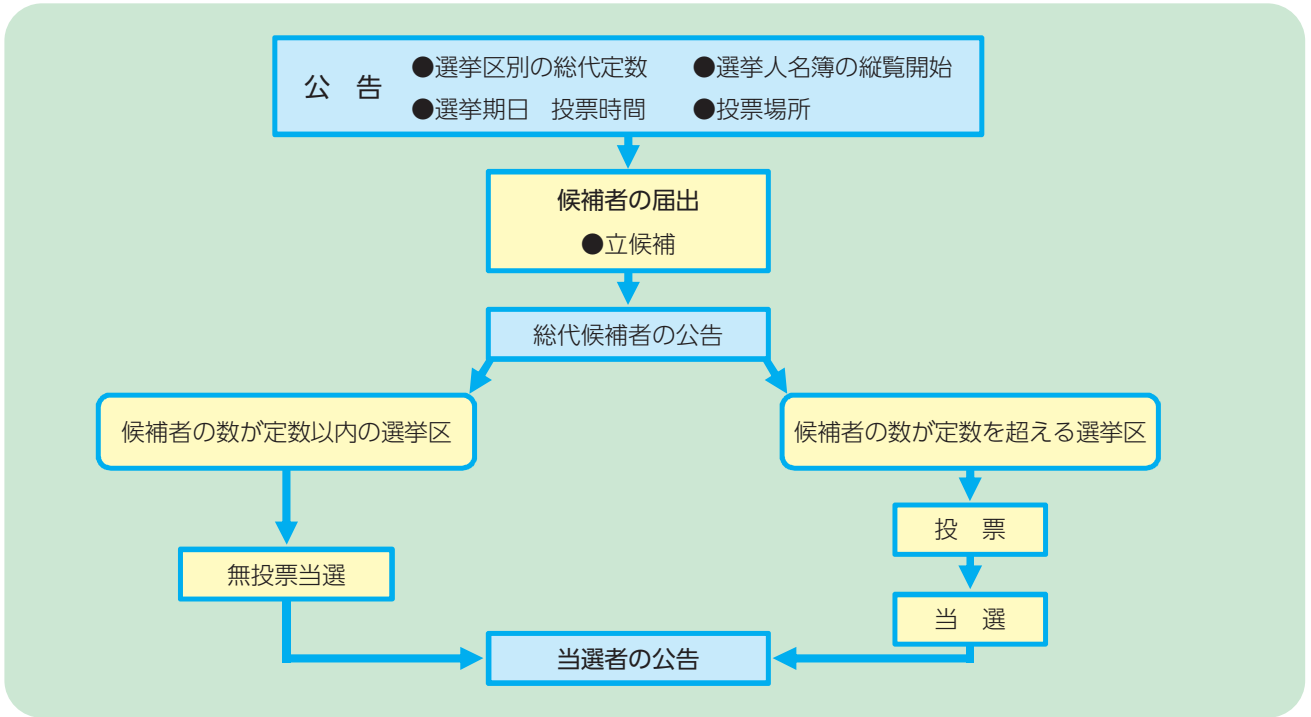 公　告
●選挙区別の総代定数　●選挙人名簿の縦覧開始
●選挙期日　投票時間　●投票場所
候補者の届出
●立候補
総代候補者の公告
候補者の数が定数以内の選挙区
候補者の数が定数を超える選挙区
投　票
無投票当選
当　選
当選者の公告